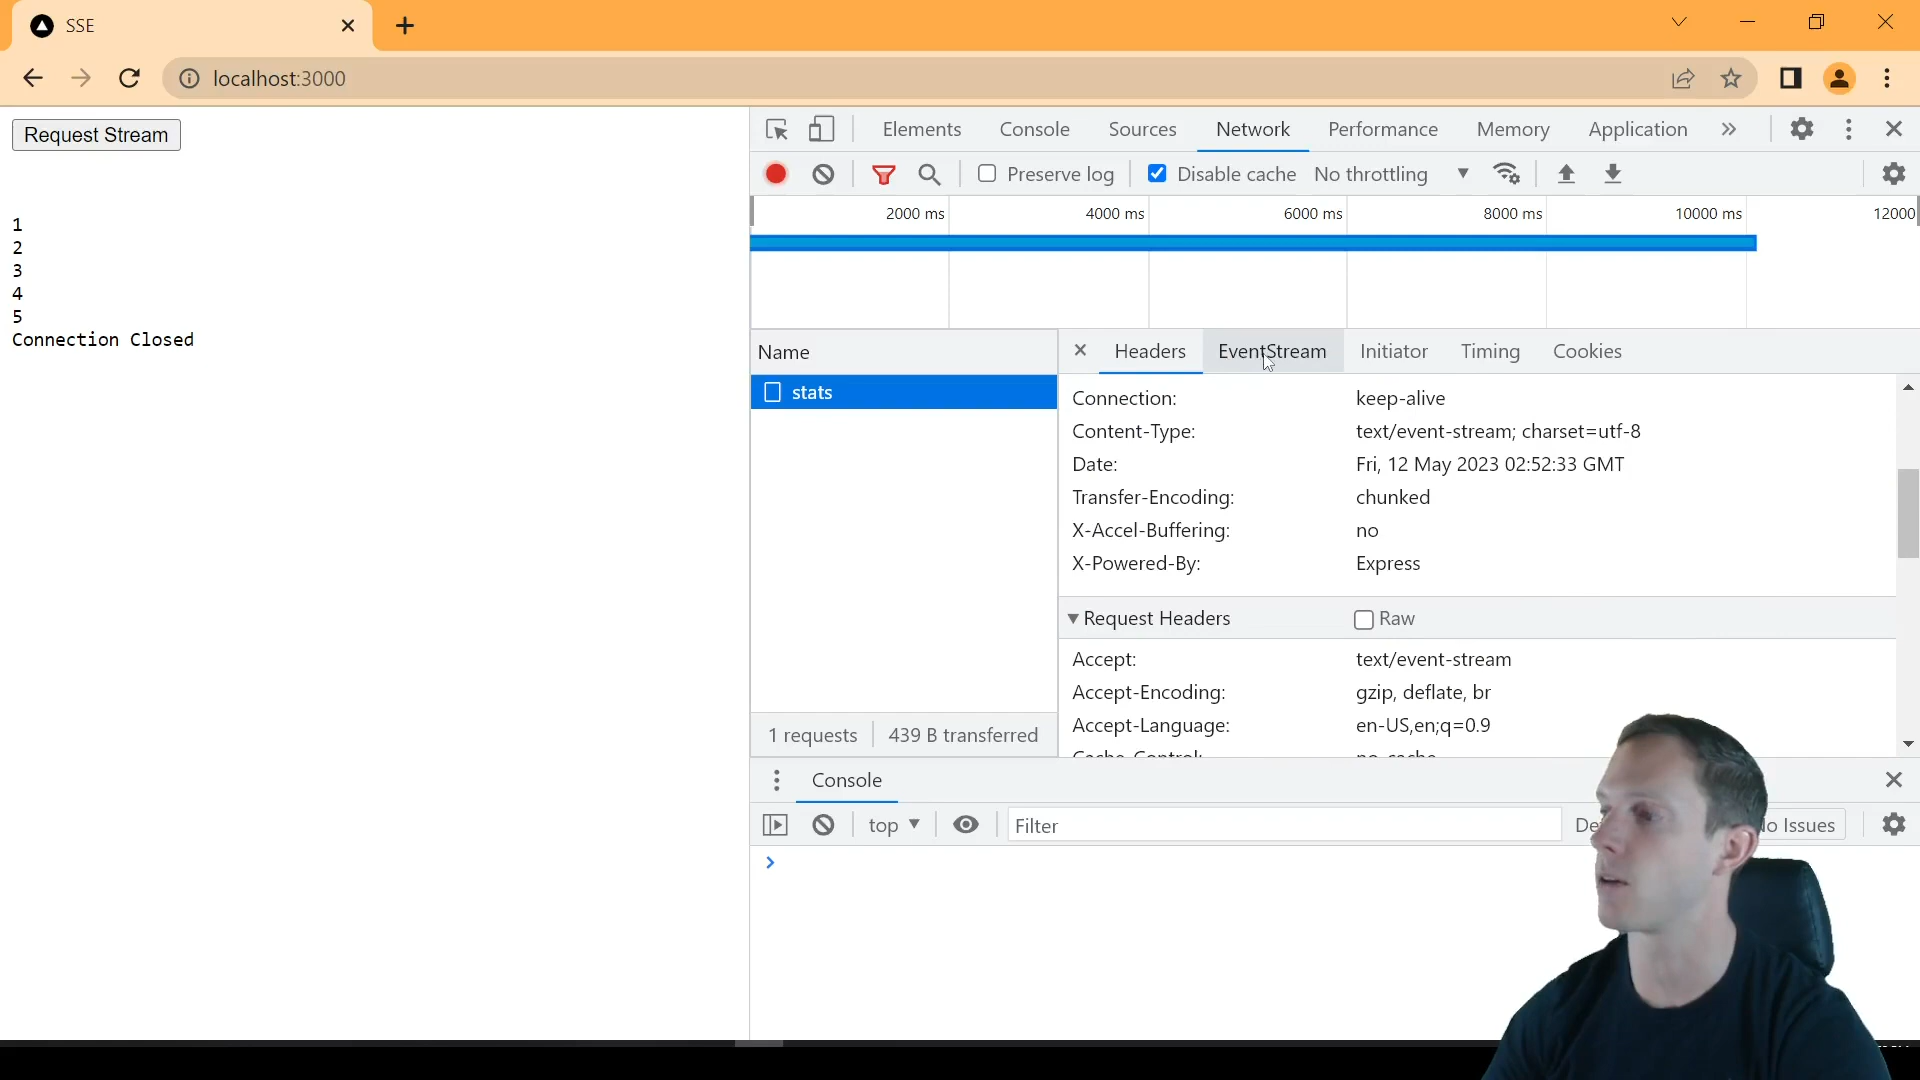 SSE
localhost:3000
Request Stream
1
2
3
4
5
Connection Closed
Elements Console Sources Network Performance Memory Application
Preserve log Disable cache No throttling
2000 ms 4000 ms 6000 ms 8000 ms 10000 ms 12000
Name
stats
1 requests 439 B transferred
Headers EventStream Initiator Timing Cookies
Connection: keep-alive
Content-Type: text/event-stream; charset=utf-8
Date: Fri, 12 May 2023 02:52:33 GMT
Transfer-Encoding: chunked
X-Accel-Buffering: no
X-Powered-By: Express
Request Headers Raw
Accept: text/event-stream
Accept-Encoding: gzip, deflate, br
Accept-Language: en-US,en;q=0.9
Console
top Filter Issues